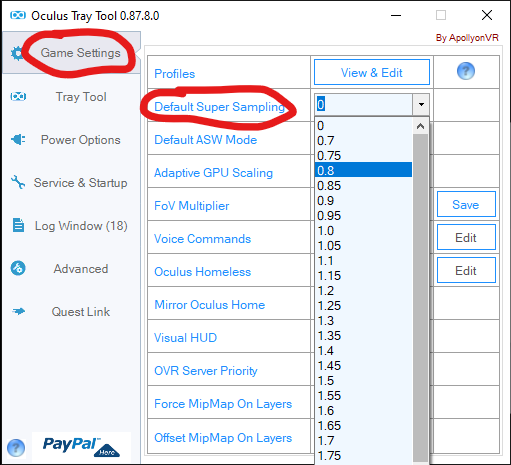 Oculus Tray Tool 0.87.8.0
By ApollyonVR
Game Settings
Tray Tool
Power Options
Service & Startup
Log Window (18)
Advanced
Quest Link
?
PayPal
Here
Profiles
View & Edit
?
Default Super Sampling
0
Default ASW Mode
Adaptive GPU Scaling
FoV Multiplier
Save
Voice Commands
Edit
Oculus Homeless
Edit
Mirror Oculus Home
Visual HUD
OVR Server Priority
Force MipMap On Layers
Offset MipMap On Layers
0
0.7
0.75
0.8
0.85
0.9
0.95
1.0
1.05
1.1
1.15
1.2
1.25
1.3
1.35
1.4
1.45
1.5
1.55
1.6
1.65
1.7
1.75